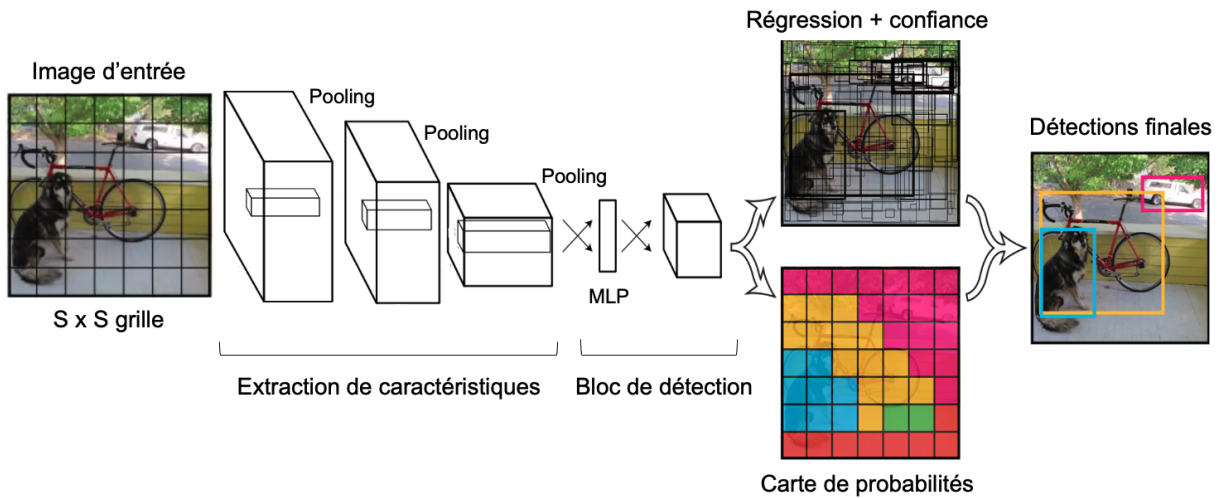 Image d'entrée
S x S grille
Pooling
Pooling
Pooling
MLP
Extraction de caractéristiques
Bloc de détection
Régression + confiance
Carte de probabilités
Détections finales